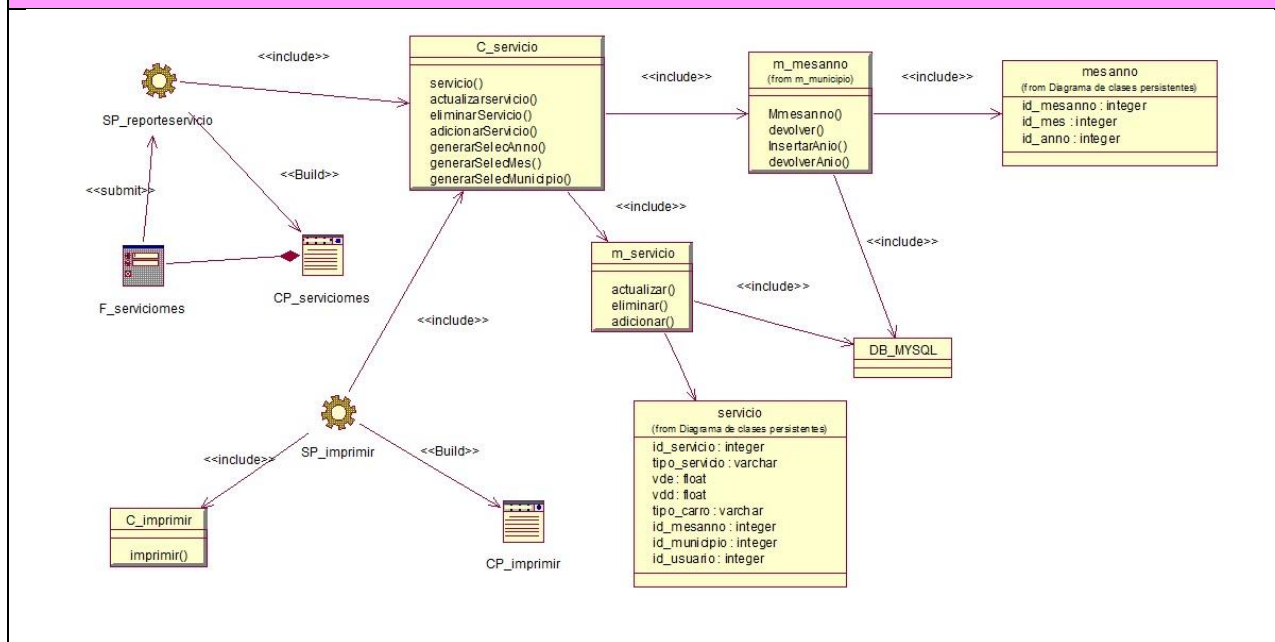 <<include>>
SP_reporteservicio
<<submit>>
<<Build>>
F_serviciomes
CP_serviciomes
C_servicio
servicio()
actualizarservicio()
eliminarServicio()
adicionarServicio()
generarSelecAnno()
generarSelecMes()
generarSelecMunicipio()
<<include>>
m_mesanno
(from m_municipio)
Mmesanno()
devolver()
InsertarAnio()
devolverAnio()
<<include>>
mesanno
(from Diagrama de clases persistentes)
id_mesanno : integer
id_mes : integer
id_anno : integer
<<include>>
m_servicio
actualizar()
eliminar()
adicionar()
<<include>>
<<include>>
DB_MYSQL
<<include>>
SP_imprimir
<<include>>
<<Build>>
C_imprimir
imprimir()
CP_imprimir
servicio
(from Diagrama de clases persistentes)
id_servicio : integer
tipo_servicio : varchar
vde : float
vdd : float
tipo_carro : varchar
id_mesanno : integer
id_municipio : integer
id_usuario : integer